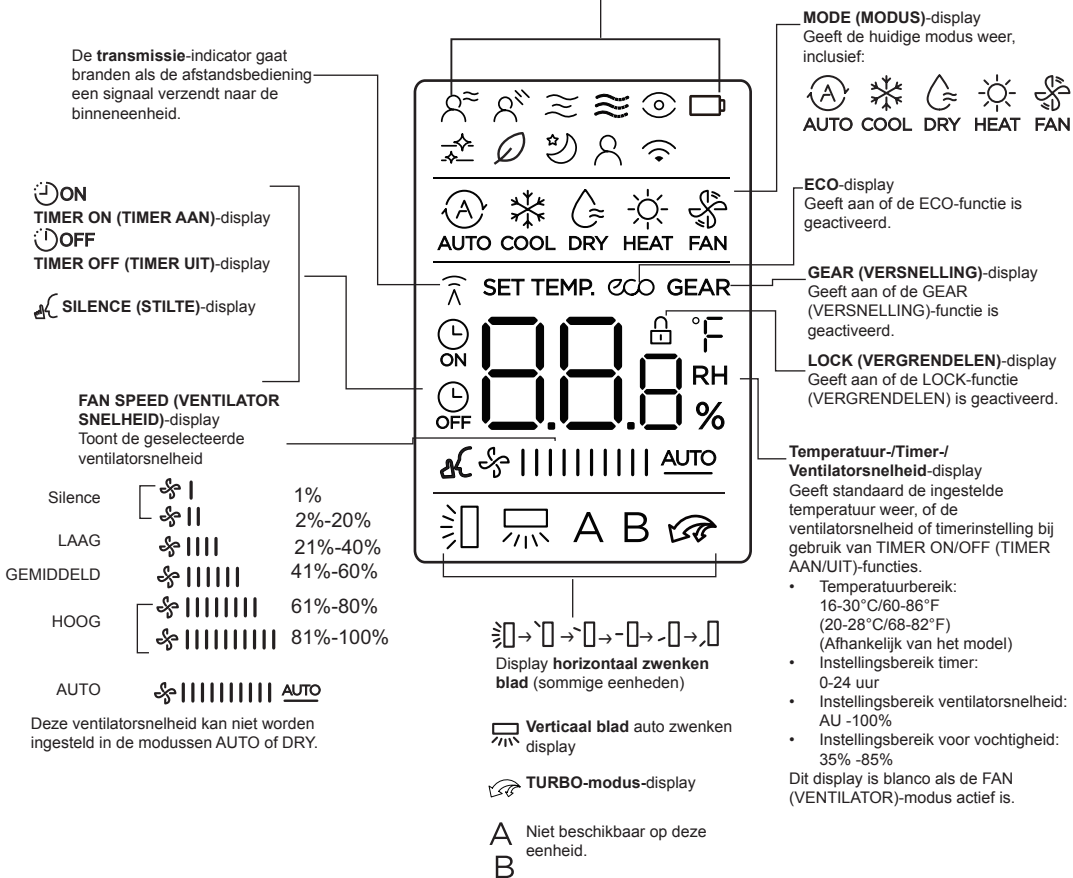 De transmissie-indicator gaat
branden als de afstandsbediening
een signaal verzendt naar de
binneneenheid.
ON
TIMER ON (TIMER AAN)-display
OFF
TIMER OFF (TIMER UIT)-display
SILENCE (STILTE)-display
FAN SPEED (VENTILATOR
SNELHEID)-display
Toont de geselecteerde
ventilatorsnelheid
Silence
1%
2%-20%
LAAG
21%-40%
GEMIDDELD
41%-60%
HOOG
61%-80%
81%-100%
AUTO
AUTO
Deze ventilatorsnelheid kan niet worden
ingesteld in de modussen AUTO of DRY.
A
AUTO COOL DRY HEAT FAN
SET TEMP. eco GEAR
ON
OFF
88.8
°F
RH
%
AUTO
A B
Display horizontaal zwenken
blad (sommige eenheden)
Verticaal blad auto zwenken
display
TURBO-modus-display
A
B
Niet beschikbaar op deze
eenheid.
MODE (MODUS)-display
Geeft de huidige modus weer,
inclusief:
A
AUTO COOL DRY HEAT FAN
ECO-display
Geeft aan of de ECO-functie is
geactiveerd.
GEAR (VERSNELLING)-display
Geeft aan of de GEAR
(VERSNELLING)-functie is
geactiveerd.
LOCK (VERGRENDELEN)-display
Geeft aan of de LOCK-functie
(VERGRENDELEN) is geactiveerd.
Temperatuur-/Timer-/
Ventilatorsnelheid-display
Geeft standaard de ingestelde
temperatuur weer, of de
ventilatorsnelheid of timerinstelling bij
gebruik van TIMER ON/OFF (TIMER
AAN/UIT)-functies.
• Temperatuurbereik:
16-30°C/60-86°F
(20-28°C/68-82°F)
(Afhankelijk van het model)
• Instellingsbereik timer:
0-24 uur
• Instellingsbereik ventilatorsnelheid:
AU -100%
• Instellingsbereik voor vochtigheid:
35% -85%
Dit display is blanco als de FAN
(VENTILATOR)-modus actief is.